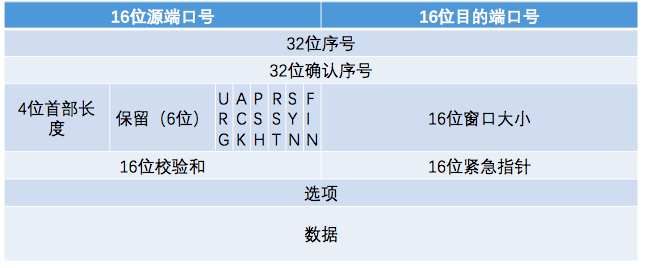 16位源端口号 16位目的端口号
32位序号
32位确认序号
4位首部长度 保留（6位） URG ACK PSH RST SYN FIN 16位窗口大小
16位校验和 16位紧急指针
选项
数据